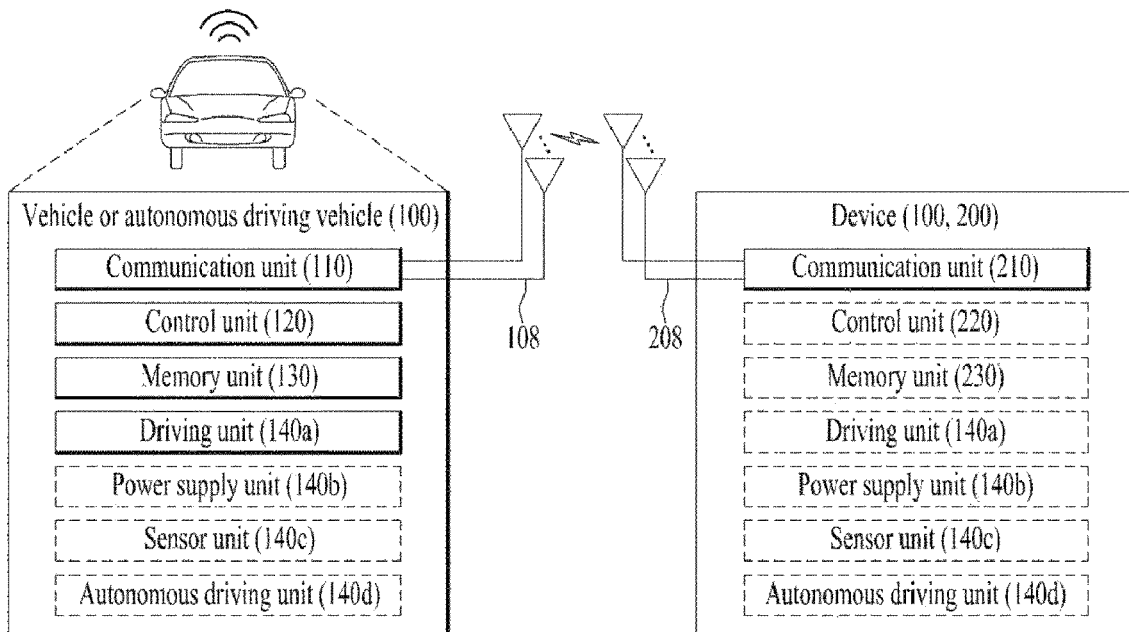 Vehicle or autonomous driving vehicle (100)
Communication unit (110)
Control unit (120)
Memory unit (130)
Driving unit (140a)
Power supply unit (140b)
Sensor unit (140c)
Autonomous driving unit (140d)
108
208
Device (100, 200)
Communication unit (210)
Control unit (220)
Memory unit (230)
Driving unit (140a)
Power supply unit (140b)
Sensor unit (140c)
Autonomous driving unit (140d)